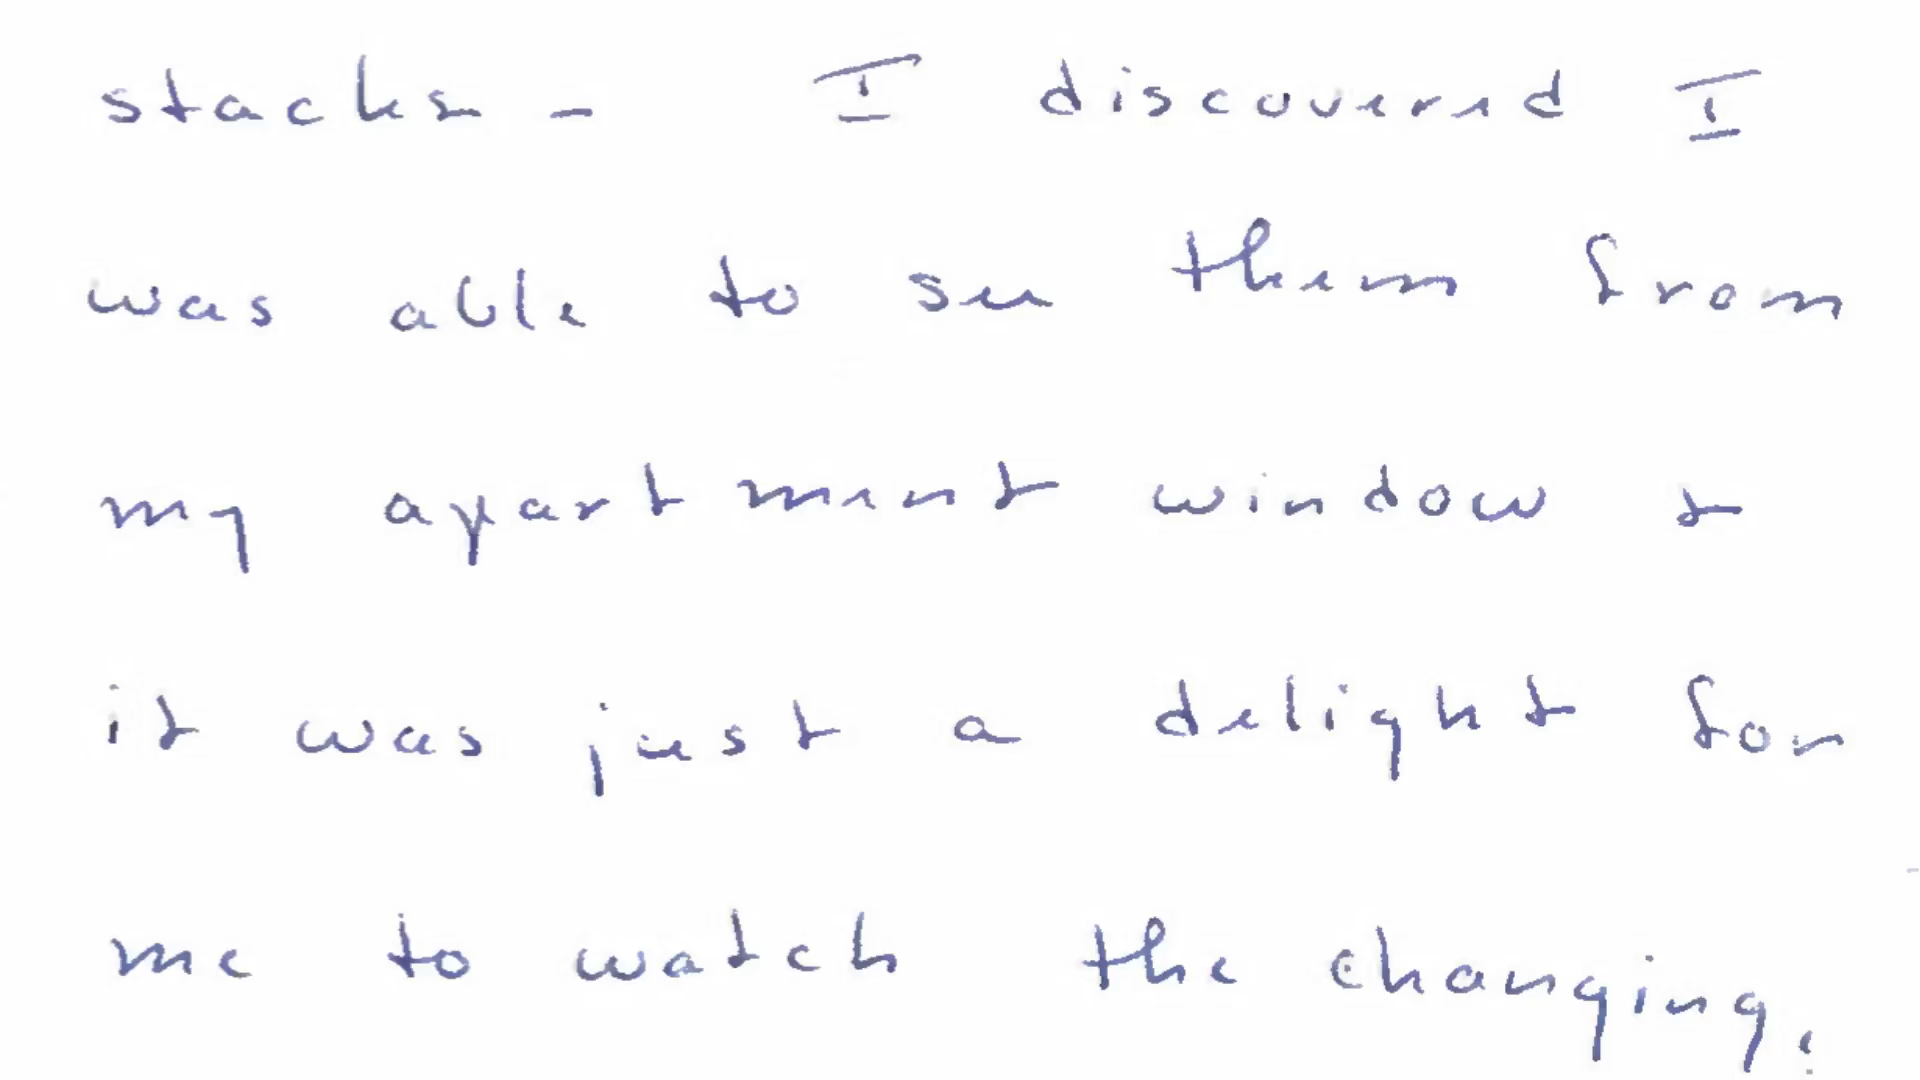 stacks - I discovered I
was able to see them from
my apartment window &
it was just a delight for
me to watch the changing.